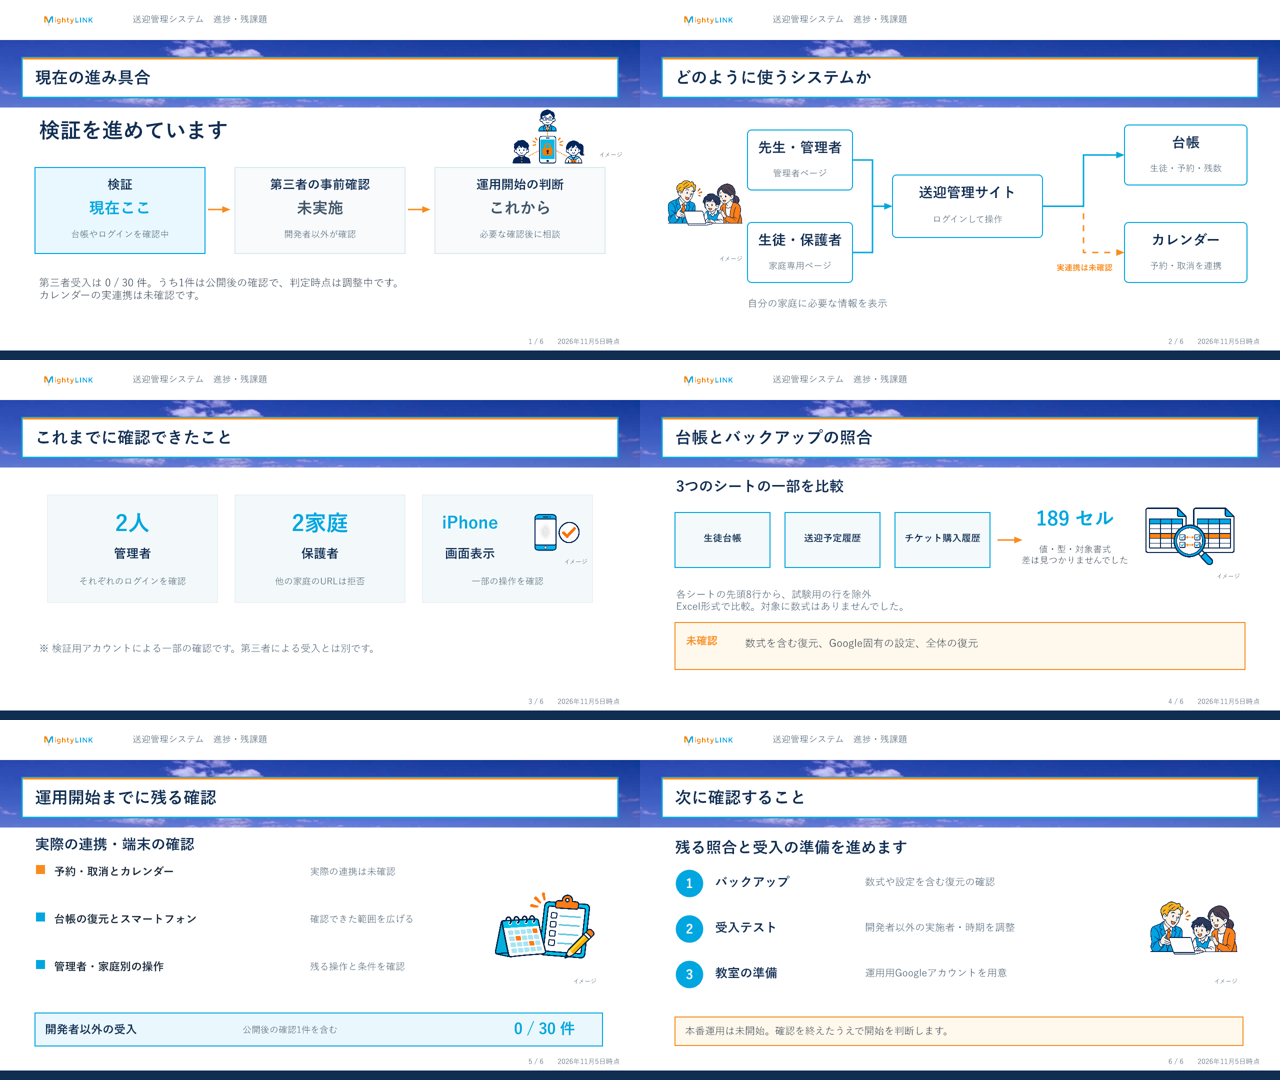 MightyLINK
送迎管理システム 進捗・残課題
現在の進み具合
検証を進めています
イメージ
検証
現在ここ
台帳やログインを確認中
第三者の事前確認
未実施
開発者以外が確認
運用開始の判断
これから
必要な確認後に相談
第三者受入は 0 / 30 件。うち1件は公開後の確認で、判定時点は調整中です。
カレンダーの実連携は未確認です。
1 / 6 2026年11月5日時点
MightyLINK
送迎管理システム 進捗・残課題
どのように使うシステムか
先生・管理者
管理者ページ
イメージ
生徒・保護者
家庭専用ページ
送迎管理サイト
ログインして操作
台帳
生徒・予約・残数
カレンダー
予約・取消を連携
実連携は未確認
自分の家庭に必要な情報を表示
2 / 6 2026年11月5日時点
MightyLINK
送迎管理システム 進捗・残課題
これまでに確認できたこと
2人
管理者
それぞれのログインを確認
2家庭
保護者
他の家庭のURLは拒否
iPhone
画面表示
イメージ
一部の操作を確認
※ 検証用アカウントによる一部の確認です。第三者による受入とは別です。
3 / 6 2026年11月5日時点
MightyLINK
送迎管理システム 進捗・残課題
台帳とバックアップの照合
3つのシートの一部を比較
生徒台帳
送迎予定履歴
チケット購入履歴
189 セル
値・型・対象書式
差は見つかりませんでした
イメージ
各シートの先頭8行から、試験用の行を除外
Excel形式で比較。対象に数式はありませんでした。
未確認
数式を含む復元、Google固有の設定、全体の復元
4 / 6 2026年11月5日時点
MightyLINK
送迎管理システム 進捗・残課題
運用開始までに残る確認
実際の連携・端末の確認
予約・取消とカレンダー
実際の連携は未確認
台帳の復元とスマートフォン
確認できた範囲を広げる
管理者・家庭別の操作
残る操作と条件を確認
イメージ
開発者以外の受入
公開後の確認1件を含む
0 / 30 件
5 / 6 2026年11月5日時点
MightyLINK
送迎管理システム 進捗・残課題
次に確認すること
残る照合と受入の準備を進めます
1
バックアップ
数式や設定を含む復元の確認
2
受入テスト
開発者以外の実施者・時期を調整
3
教室の準備
運用用Googleアカウントを用意
イメージ
本番運用は未開始。確認を終えたうえで開始を判断します。
6 / 6 2026年11月5日時点